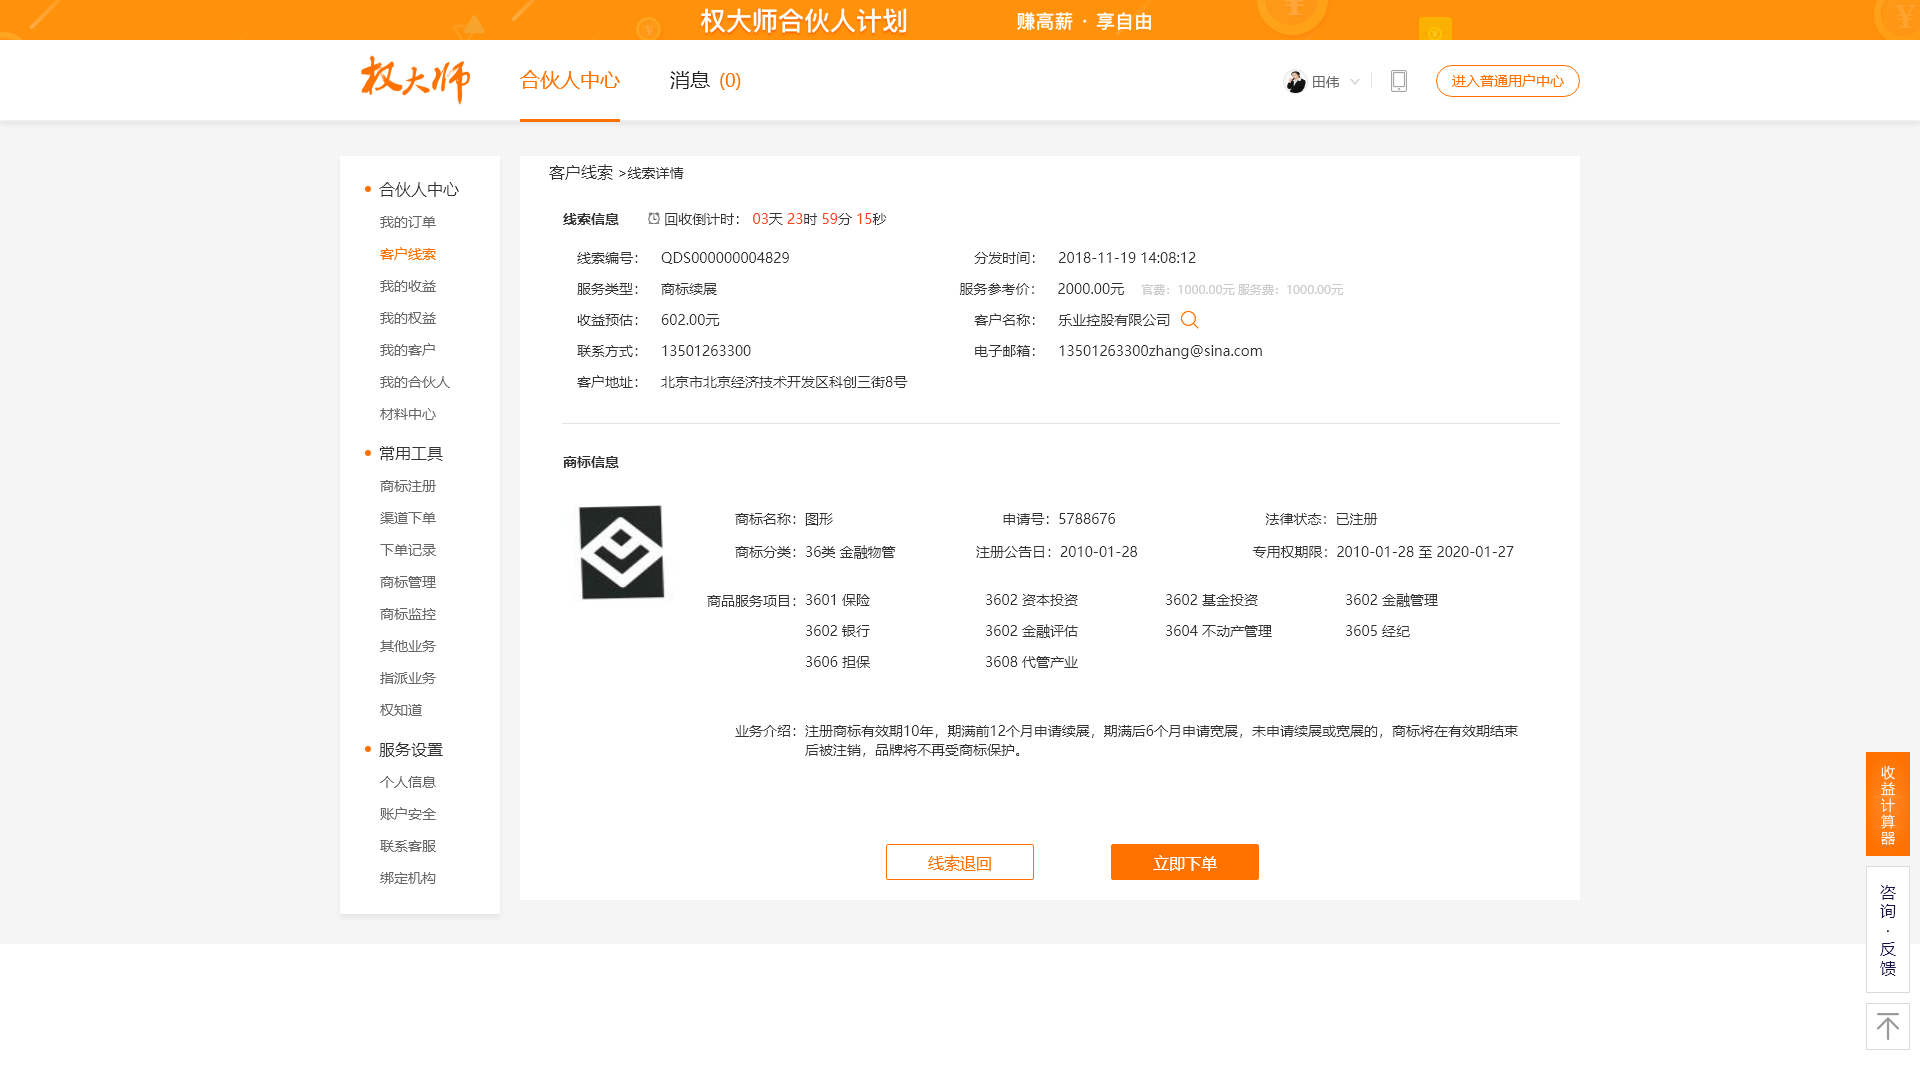 权大师合伙人计划 赚高薪 · 享自由
权大师 合伙人中心 消息 (0) 田伟 进入普通用户中心
合伙人中心
我的订单
客户线索
我的收益
我的权益
我的客户
我的合伙人
材料中心
常用工具
商标注册
渠道下单
下单记录
商标管理
商标监控
其他业务
指派业务
权知道
服务设置
个人信息
账户安全
联系客服
绑定机构
客户线索 >线索详情
线索信息 回收倒计时： 03天 23时 59分 15秒
线索编号： QDS000000004829 分发时间： 2018-11-19 14:08:12
服务类型： 商标续展 服务参考价： 2000.00元 官费：1000.00元 服务费：1000.00元
收益预估： 602.00元 客户名称： 乐业控股有限公司
联系方式： 13501263300 电子邮箱： 13501263300zhang@sina.com
客户地址： 北京市北京经济技术开发区科创三街8号
商标信息
商标名称：图形 申请号：5788676 法律状态：已注册
商标分类：36类 金融物管 注册公告日：2010-01-28 专用权期限：2010-01-28 至 2020-01-27
商品服务项目：3601 保险 3602 资本投资 3602 基金投资 3602 金融管理
3602 银行 3602 金融评估 3604 不动产管理 3605 经纪
3606 担保 3608 代管产业
业务介绍：注册商标有效期10年，期满前12个月申请续展，期满后6个月申请宽展，未申请续展或宽展的，商标将在有效期结束
后被注销，品牌将不再受商标保护。
线索退回 立即下单
收益计算器
咨询·反馈